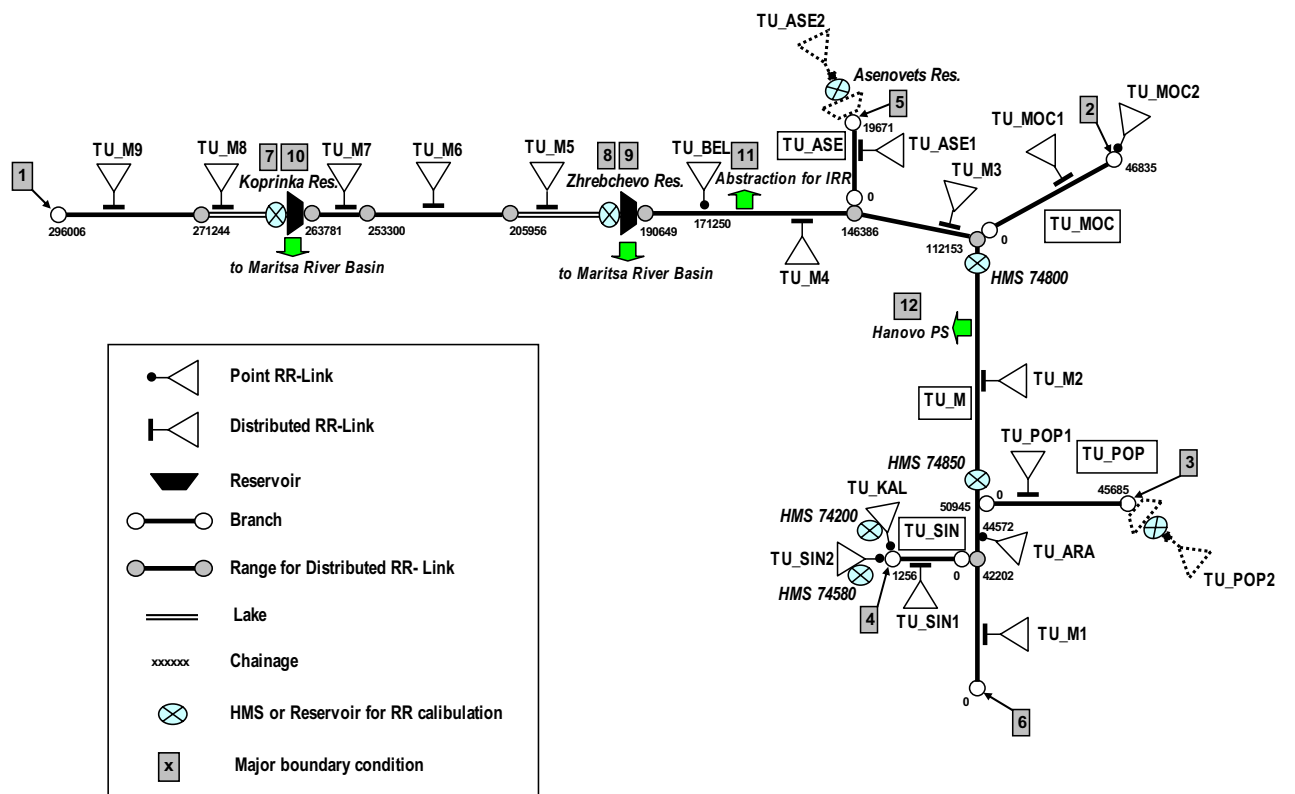 TU_ASE2
Asenovets Res.
5
19671
TU_ASE
TU_ASE1
0
2
TU_MOC2
TU_MOC1
46835
TU_MOC
TU_M3
0
112153
146386
1
TU_M9
TU_M8
7
10
TU_M7
TU_M6
TU_M5
8
9
TU_BEL
11
Koprinka Res.
Zhrebchevo Res.
Abstraction for IRR
296006
271244
263781
253300
205956
190649
171250
to Maritsa River Basin
to Maritsa River Basin
TU_M4
HMS 74800
12
Hanovo PS
TU_M2
TU_M
TU_POP1
TU_POP
3
HMS 74850
0
45685
50945
TU_KAL
HMS 74200
TU_SIN
44572
TU_ARA
TU_SIN2
1256
0
42202
TU_POP2
HMS 74580
4
TU_SIN1
TU_M1
0
6
Point RR-Link
Distributed RR-Link
Reservoir
Branch
Range for Distributed RR- Link
Lake
xxxxxx
Chainage
HMS or Reservoir for RR calibulation
x
Major boundary condition